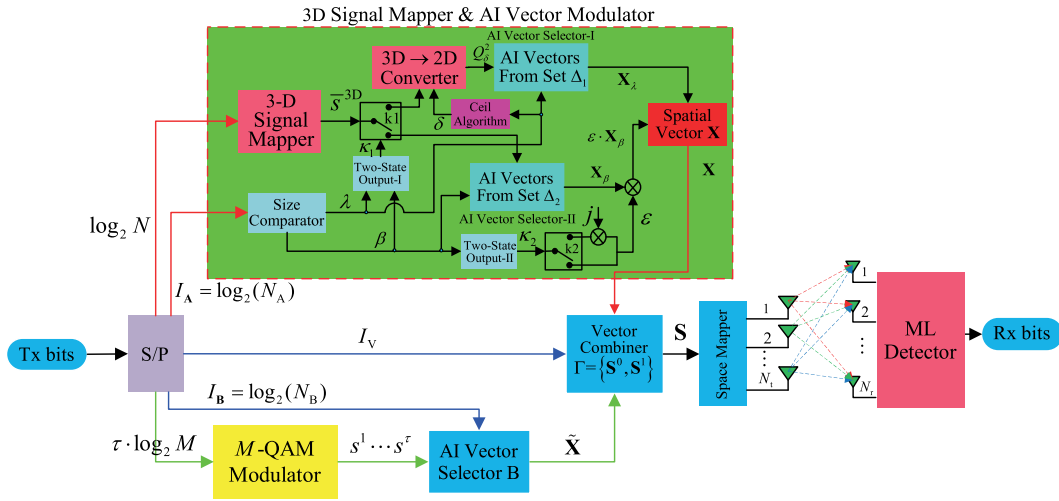 3D Signal Mapper & AI Vector Modulator
AI Vector Selector-I
3D → 2D
Converter
Q_δ^2
AI Vectors
From Set Δ_1
X_λ
3-D
Signal
Mapper
s̅^3D
k1
δ
Ceil
Algorithm
Spatial
Vector X
κ_1
ε · X_β
X
Two-State
Output-I
AI Vectors
From Set Δ_2
X_β
Size
Comparator
λ
AI Vector Selector-II
j
ε
β
Two-State
Output-II
κ_2
k2
log_2 N
I_A = log_2(N_A)
Tx bits
S/P
I_V
Vector
Combiner
Γ={S^0, S^1}
S
Space Mapper
1
2
⋯
N_t
1
2
⋯
N_r
ML
Detector
Rx bits
I_B = log_2(N_B)
τ · log_2 M
M-QAM
Modulator
s^1 ⋯ s^τ
AI Vector
Selector B
X̃